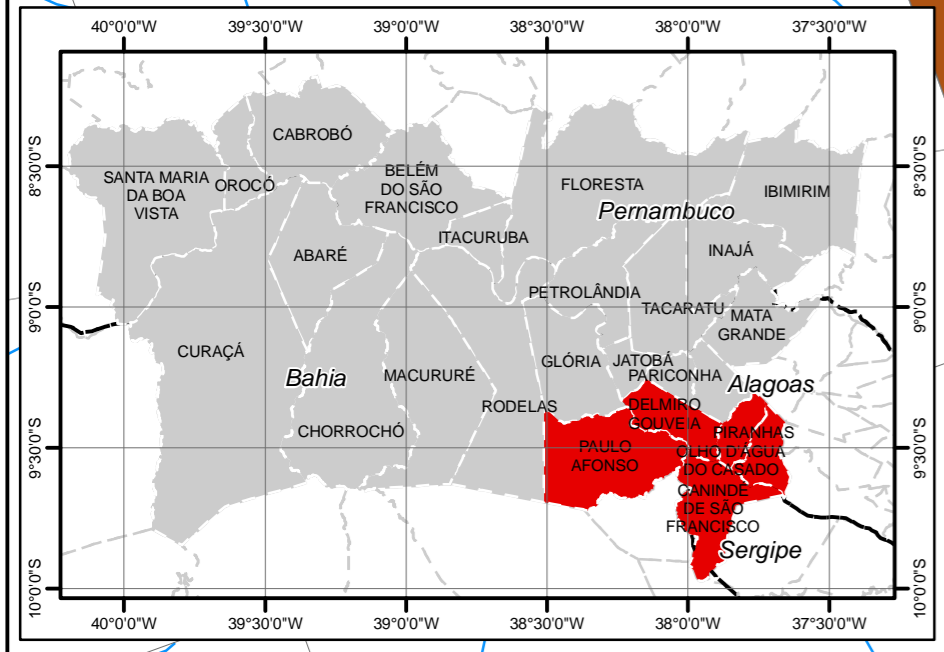 40°0'0"W 39°30'0"W 39°0'0"W 38°30'0"W 38°0'0"W 37°30'0"W
8°30'0"S
9°0'0"S
9°30'0"S
10°0'0"S
8°30'0"S
9°0'0"S
9°30'0"S
10°0'0"S
CABROBÓ
SANTA MARIA
DA BOA
VISTA
OROCÓ
BELÉM
DO SÃO
FRANCISCO
FLORESTA
IBIMIRIM
Pernambuco
ITACURUBA
ABARÉ
INAJÁ
PETROLÂNDIA
TACARATU
MATA
GRANDE
CURAÇÁ
Bahia
MACURURÉ
GLÓRIA
JATOBÁ
PARICONHA
Alagoas
RODELAS
DELMIRO
GOUVEIA
CHORROCHÓ
PIRANHAS
PAULO
AFONSO
OLHO D'ÁGUA
DO CASADO
CANINDÉ
DE SÃO
FRANCISCO
Sergipe
40°0'0"W 39°30'0"W 39°0'0"W 38°30'0"W 38°0'0"W 37°30'0"W